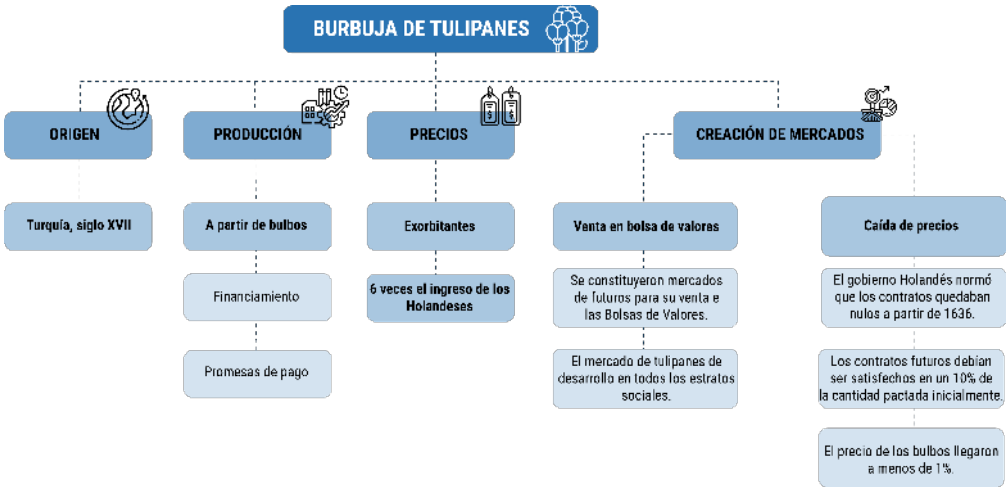 BURBUJA DE TULIPANES
ORIGEN
Turquía, siglo XVII
PRODUCCIÓN
A partir de bulbos
Financiamiento
Promesas de pago
PRECIOS
$ $
Exorbitantes
6 veces el ingreso de los
Holandeses
CREACIÓN DE MERCADOS
Venta en bolsa de valores
Se constituyeron mercados
de futuros para su venta e
las Bolsas de Valores.
El mercado de tulipanes de
desarrollo en todos los estratos
sociales.
Caída de precios
El gobierno Holandés normó
que los contratos quedaban
nulos a partir de 1636.
Los contratos futuros debían
ser satisfechos en un 10% de
la cantidad pactada inicialmente.
El precio de los bulbos llegaron
a menos de 1%.